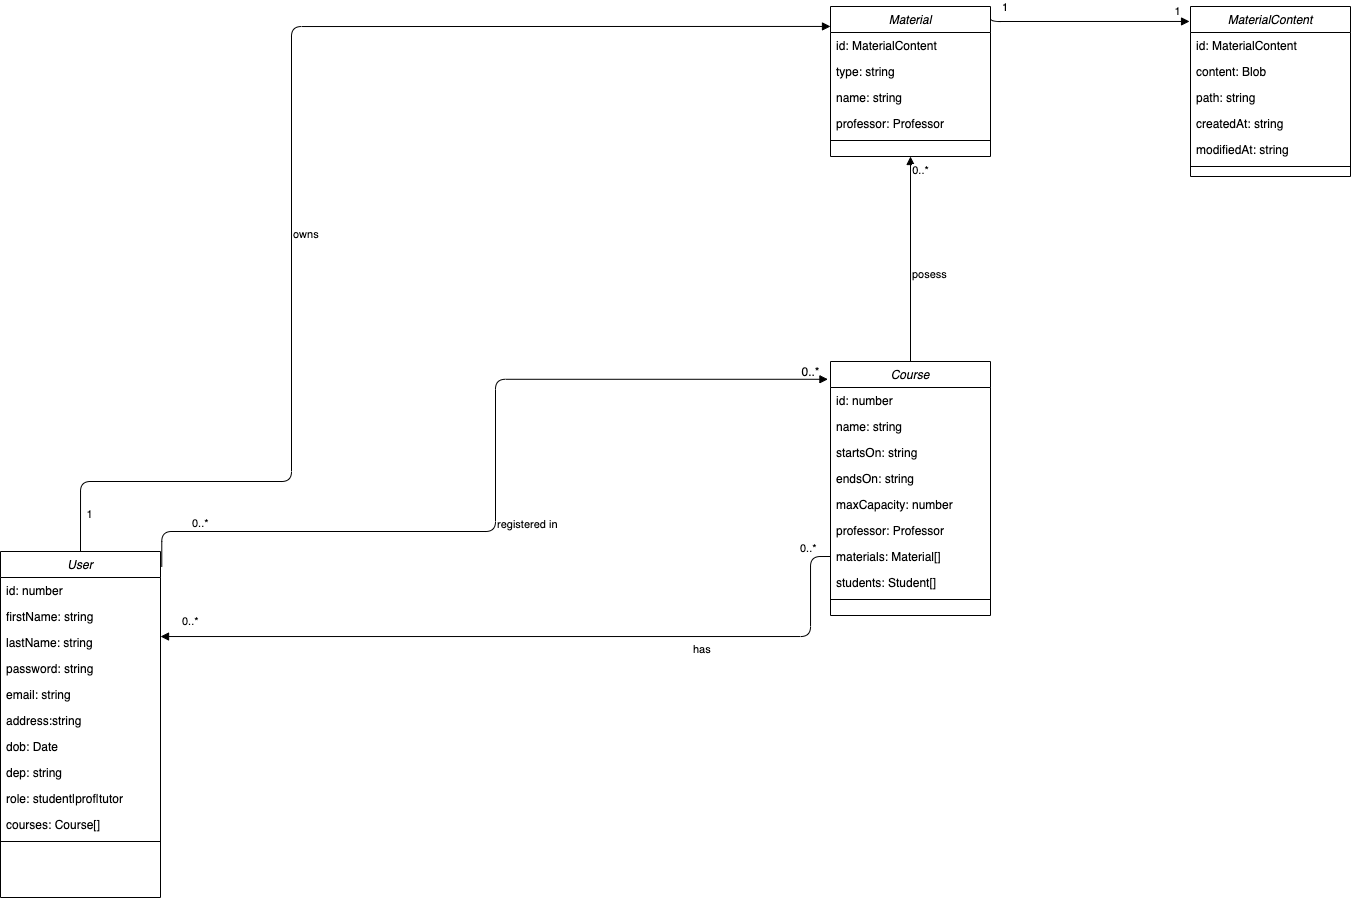 Material
id: MaterialContent
type: string
name: string
professor: Professor
1
1
MaterialContent
id: MaterialContent
content: Blob
path: string
createdAt: string
modifiedAt: string
0..*
owns
posess
0..*
Course
id: number
name: string
startsOn: string
endsOn: string
maxCapacity: number
professor: Professor
materials: Material[]
students: Student[]
1
0..*
registered in
0..*
0..*
has
User
id: number
firstName: string
lastName: string
password: string
email: string
address:string
dob: Date
dep: string
role: student|prof|tutor
courses: Course[]